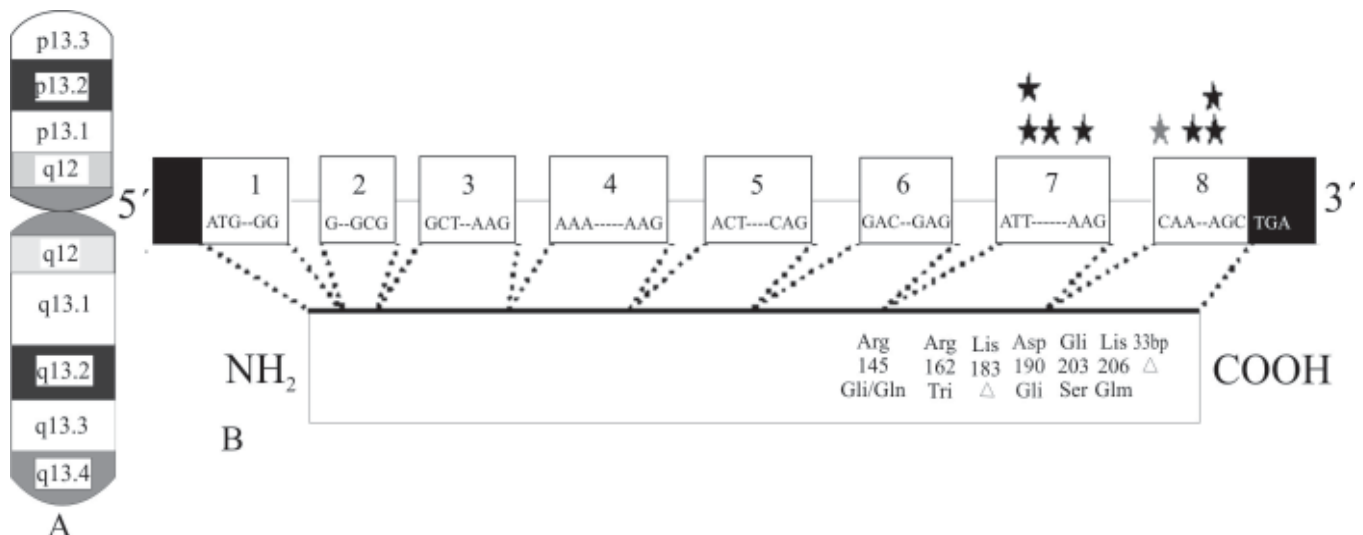 p13.3
p13.2
p13.1
q12
q12
q13.1
q13.2
q13.3
q13.4
A
5´ 1 2 3 4 5 6 7 8 3´
ATG--GG G--GCG GCT--AAG AAA-----AAG ACT----CAG GAC--GAG ATT------AAG CAA--AGC TGA
NH2 COOH
Arg Arg Lis Asp Gli Lis 33bp
145 162 183 190 203 206 △
Gli/Gln Tri △ Gli Ser Glm
B